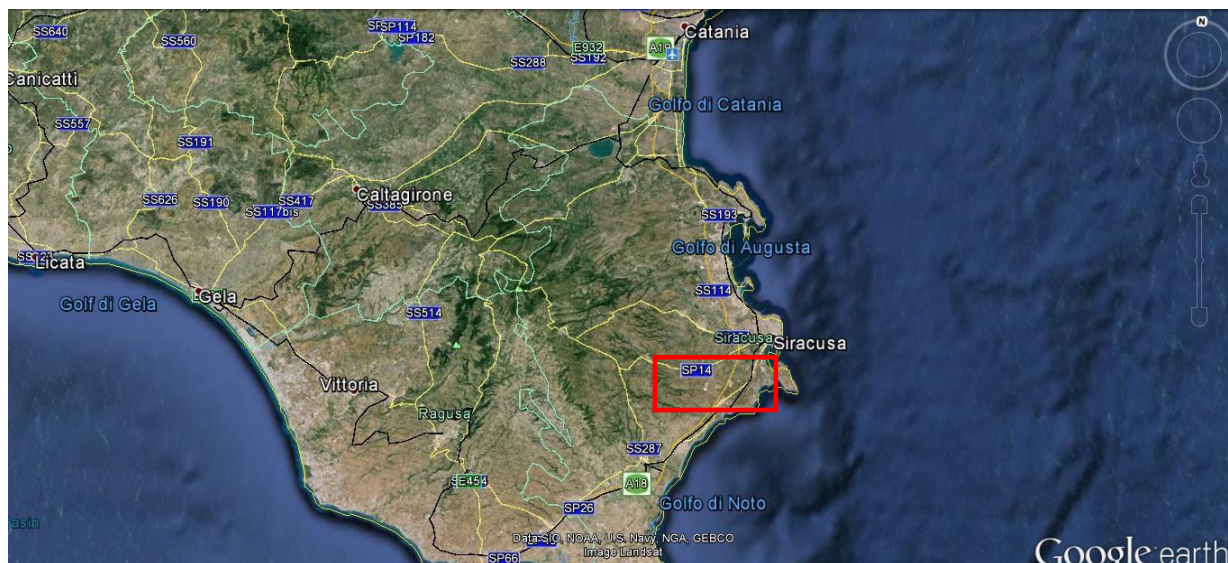 SS640
SP114
SP182
Catania
SS560
E932
A19
SS192
SS288
Canicattì
Golfo di Catania
SS557
SS191
Caltagirone
SS626
SS190
SS417
SS117bis
SS385
SS193
Golfo di Augusta
Licata
Golf di Gela
Gela
SS114
SS514
Siracusa
Siracusa
SP14
Vittoria
Ragusa
SS287
A18
Golfo di Noto
SP26
Data SIO, NOAA, U.S. Navy, NGA, GEBCO
Image Landsat
SP66
Google earth
N